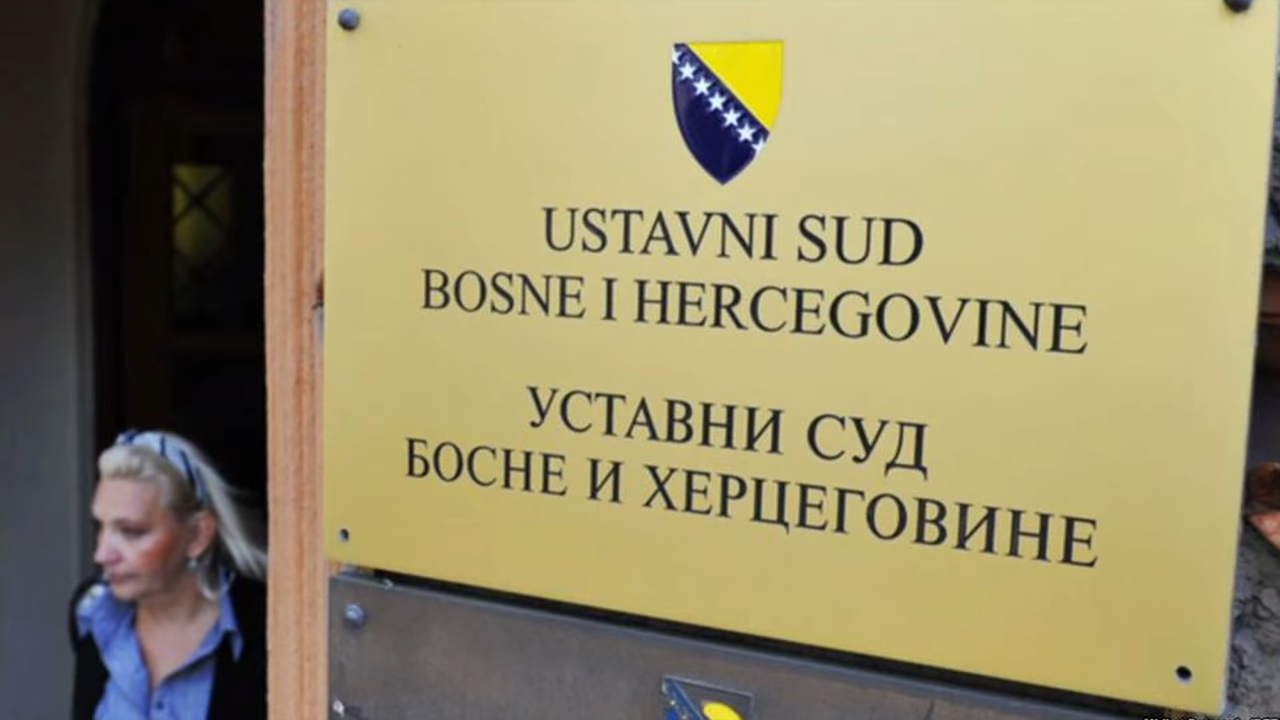 USTAVNI SUD
BOSNE I HERCEGOVINE
УСТАВНИ СУД
БОСНЕ И ХЕРЦЕГОВИНЕ